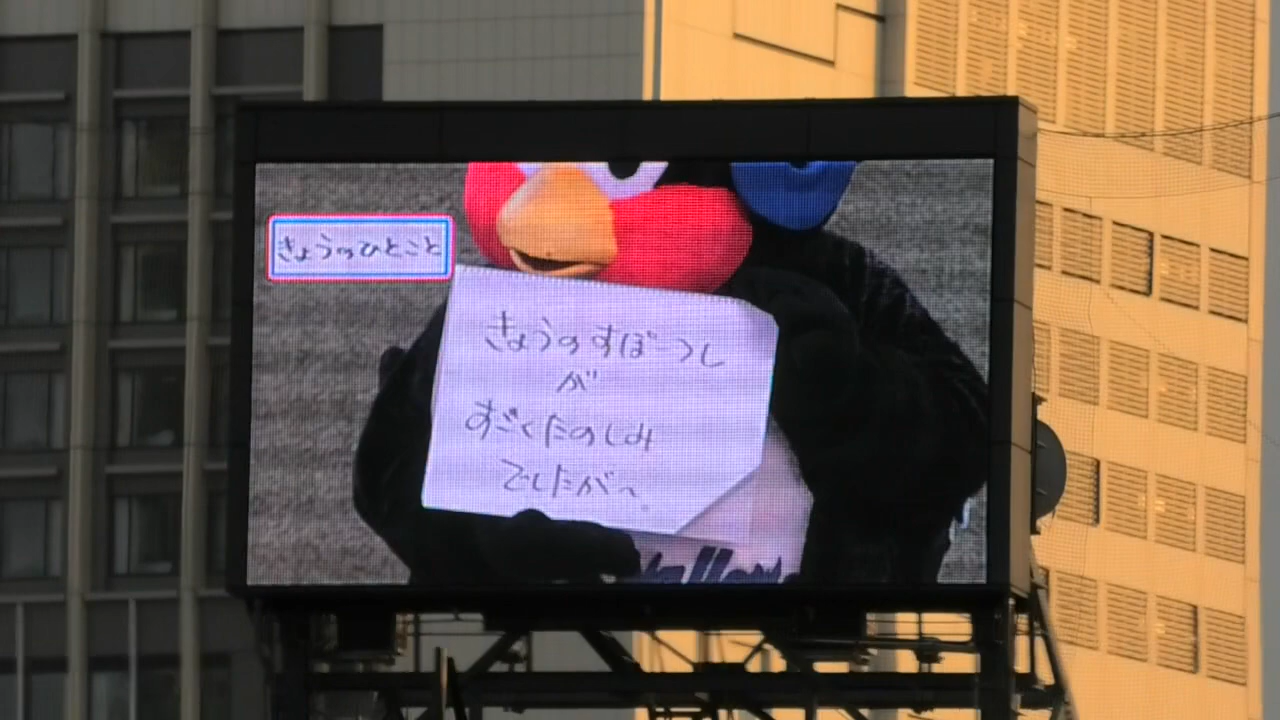 きょうのひとこと
きょうのすぽーつし
が
すごくたのしみ
でしたが、